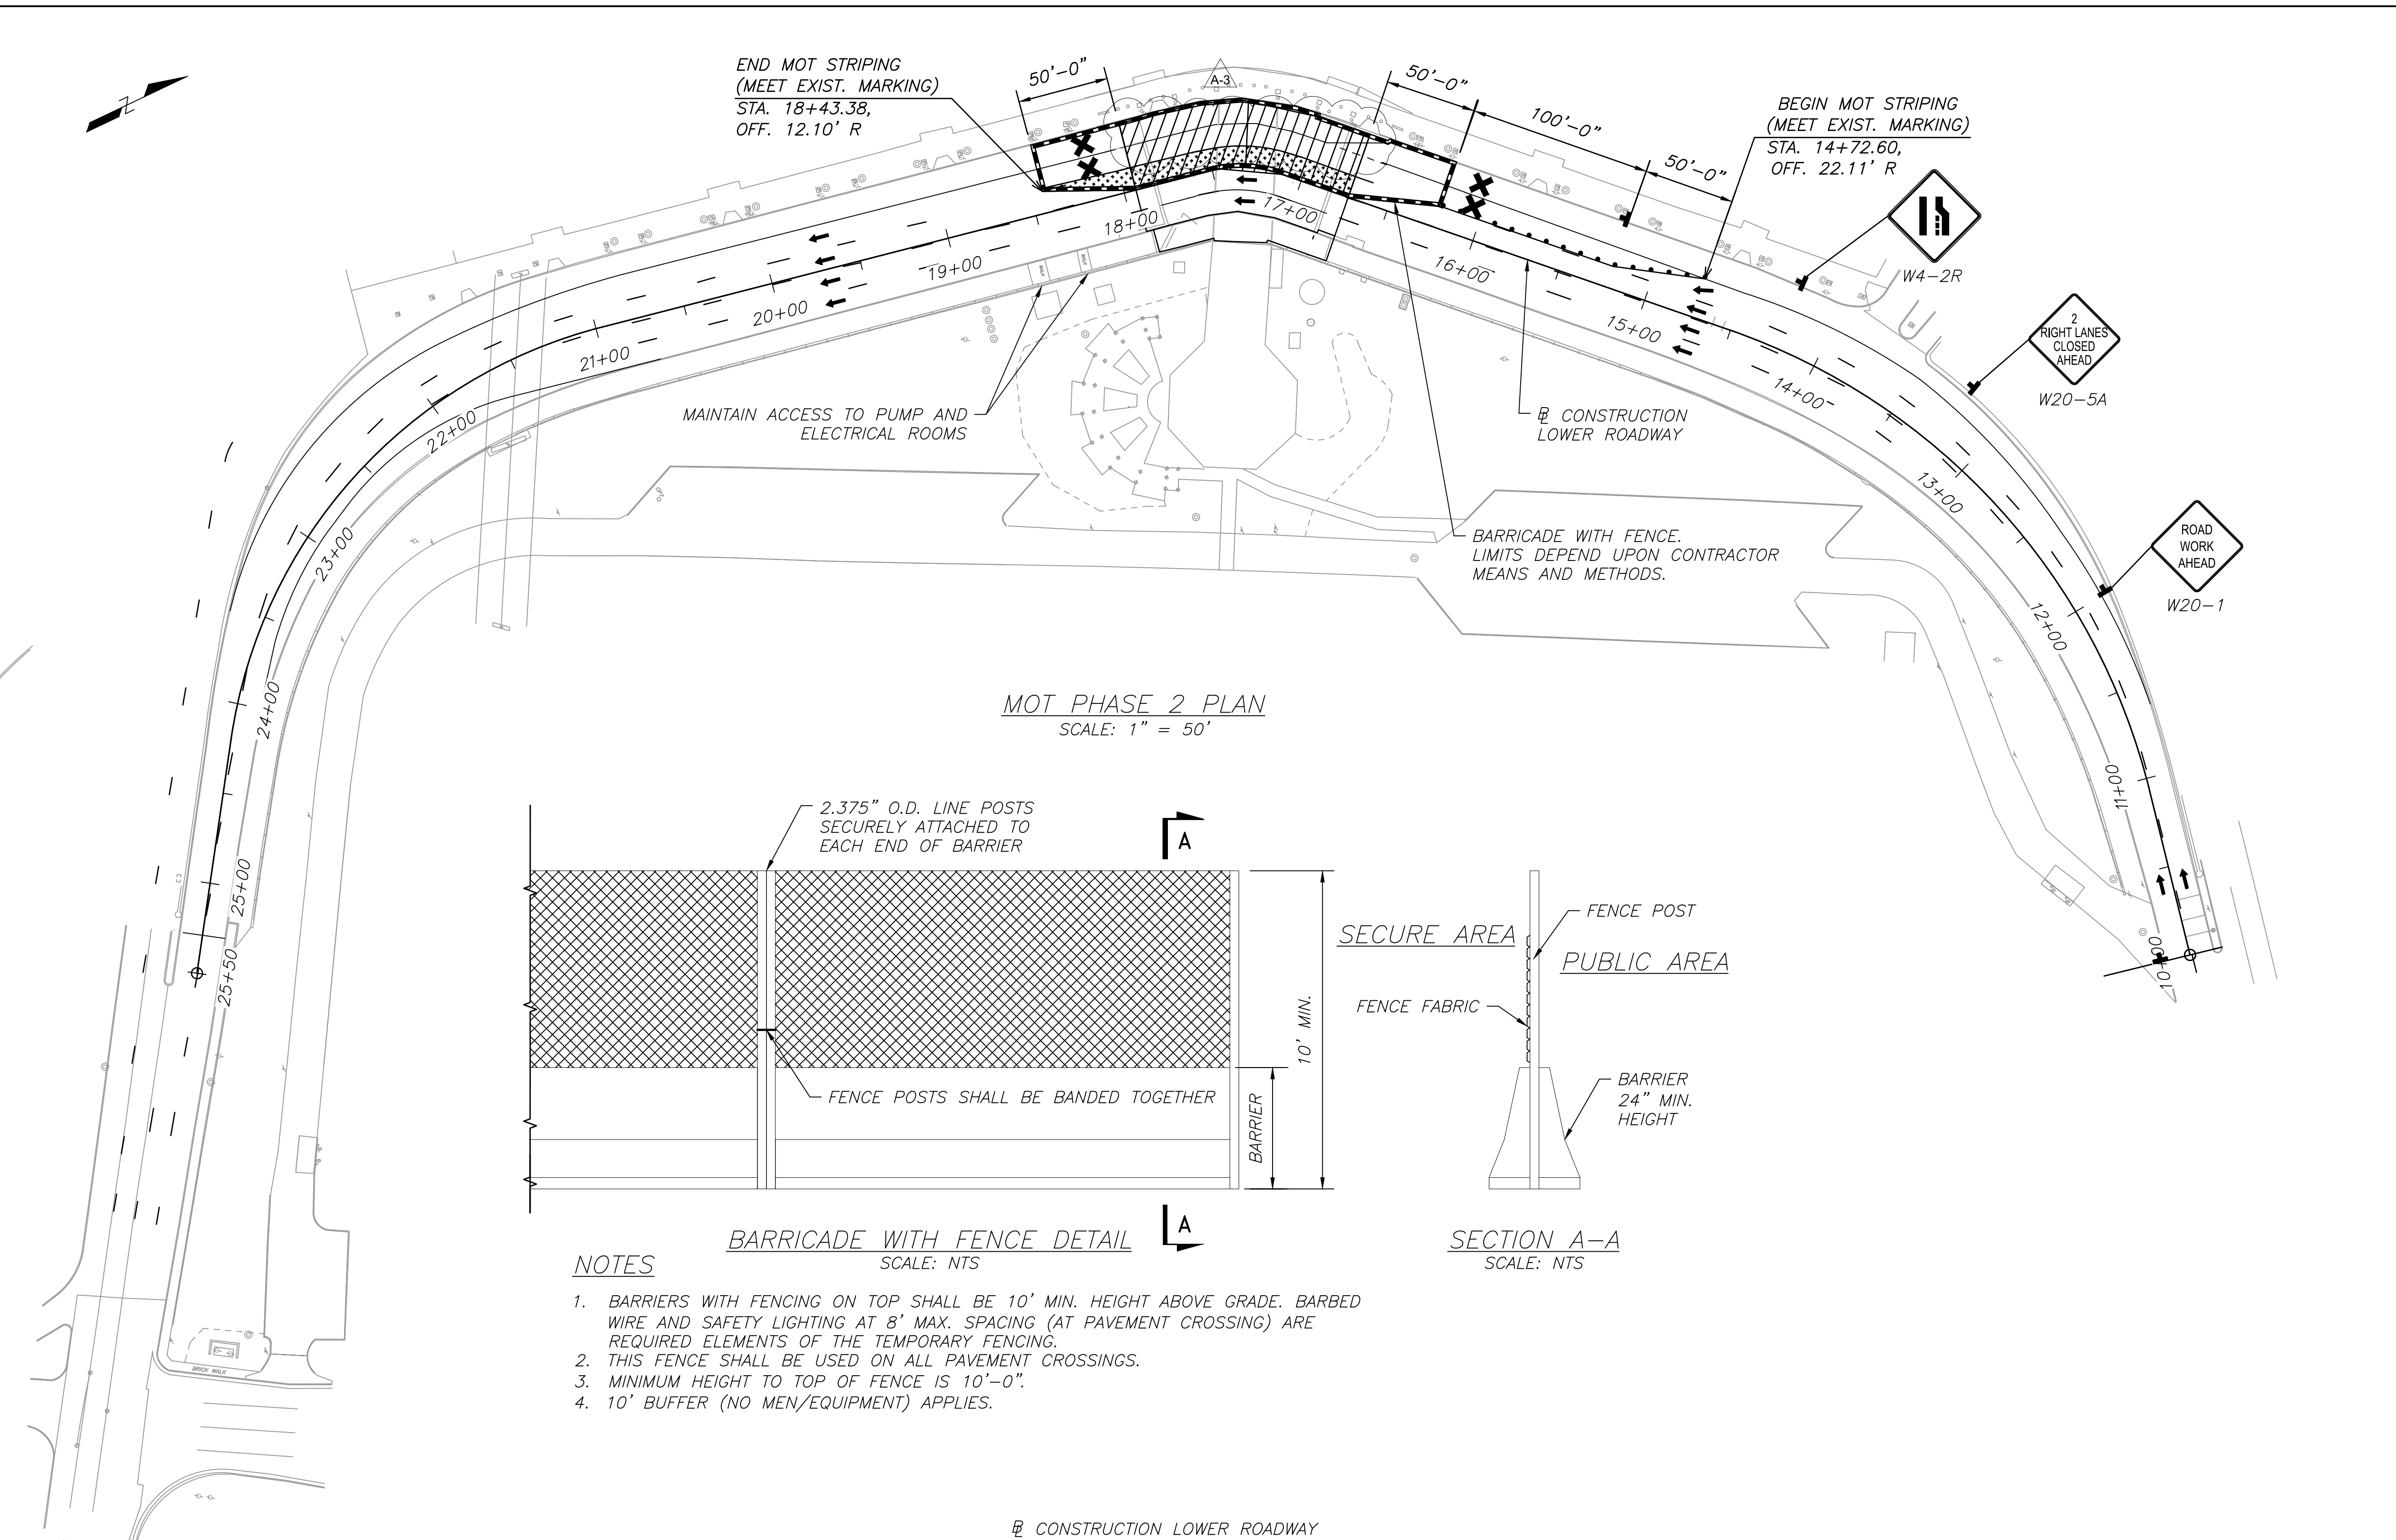 END MOT STRIPING
(MEET EXIST. MARKING)
STA. 18+43.38,
OFF. 12.10' R
50'-0"
A-3
50'-0"
100'-0"
50'-0"
BEGIN MOT STRIPING
(MEET EXIST. MARKING)
STA. 14+72.60,
OFF. 22.11' R
Z
W4-2R
2
RIGHT LANES
CLOSED
AHEAD
W20-5A
ROAD
WORK
AHEAD
W20-1
10+00
11+00
12+00
13+00
14+00
15+00
16+00
17+00
18+00
19+00
20+00
21+00
22+00
23+00
24+00
25+00
25+50
MAINTAIN ACCESS TO PUMP AND
ELECTRICAL ROOMS
BL CONSTRUCTION
LOWER ROADWAY
BARRICADE WITH FENCE.
LIMITS DEPEND UPON CONTRACTOR
MEANS AND METHODS.
MOT PHASE 2 PLAN
SCALE: 1" = 50'
2.375" O.D. LINE POSTS
SECURELY ATTACHED TO
EACH END OF BARRIER
A
FENCE POSTS SHALL BE BANDED TOGETHER
BARRIER
10' MIN.
A
SECURE AREA
FENCE POST
PUBLIC AREA
FENCE FABRIC
BARRIER
24" MIN.
HEIGHT
BARRICADE WITH FENCE DETAIL
SCALE: NTS
SECTION A-A
SCALE: NTS
NOTES
1. BARRIERS WITH FENCING ON TOP SHALL BE 10' MIN. HEIGHT ABOVE GRADE. BARBED
WIRE AND SAFETY LIGHTING AT 8' MAX. SPACING (AT PAVEMENT CROSSING) ARE
REQUIRED ELEMENTS OF THE TEMPORARY FENCING.
2. THIS FENCE SHALL BE USED ON ALL PAVEMENT CROSSINGS.
3. MINIMUM HEIGHT TO TOP OF FENCE IS 10'-0".
4. 10' BUFFER (NO MEN/EQUIPMENT) APPLIES.
BRICK WALK
BL CONSTRUCTION LOWER ROADWAY